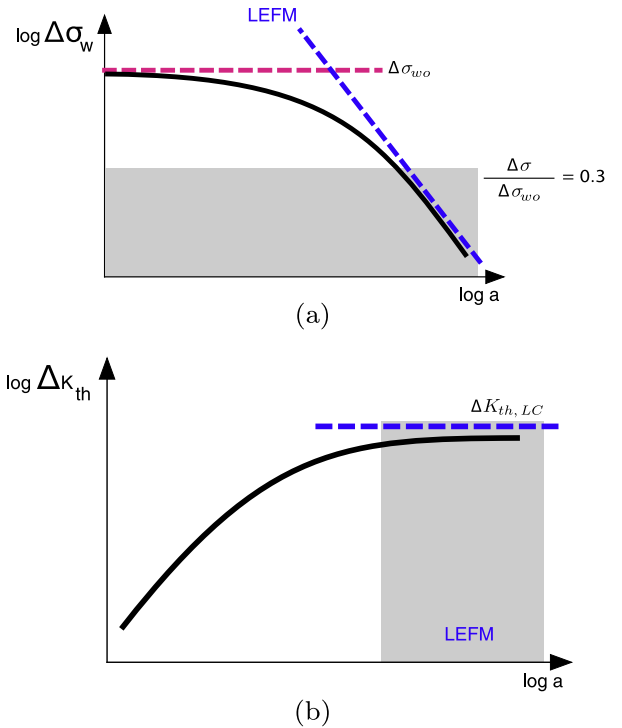 LEFM
log Δσw
Δσwo
Δσ/Δσwo = 0.3
log a
(a)
log ΔKth
ΔKth, LC
LEFM
log a
(b)